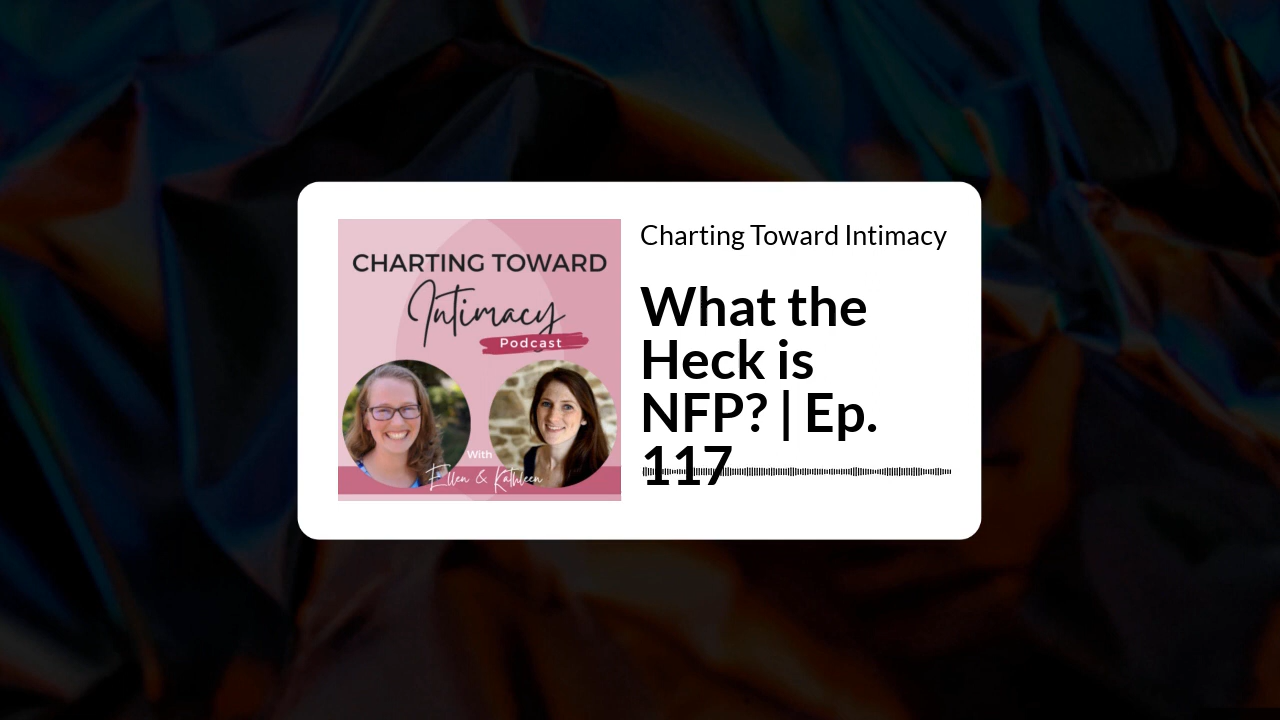 CHARTING TOWARD
Intimacy
Podcast
With
Ellen & Kathleen
Charting Toward Intimacy
What the
Heck is
NFP? | Ep.
117